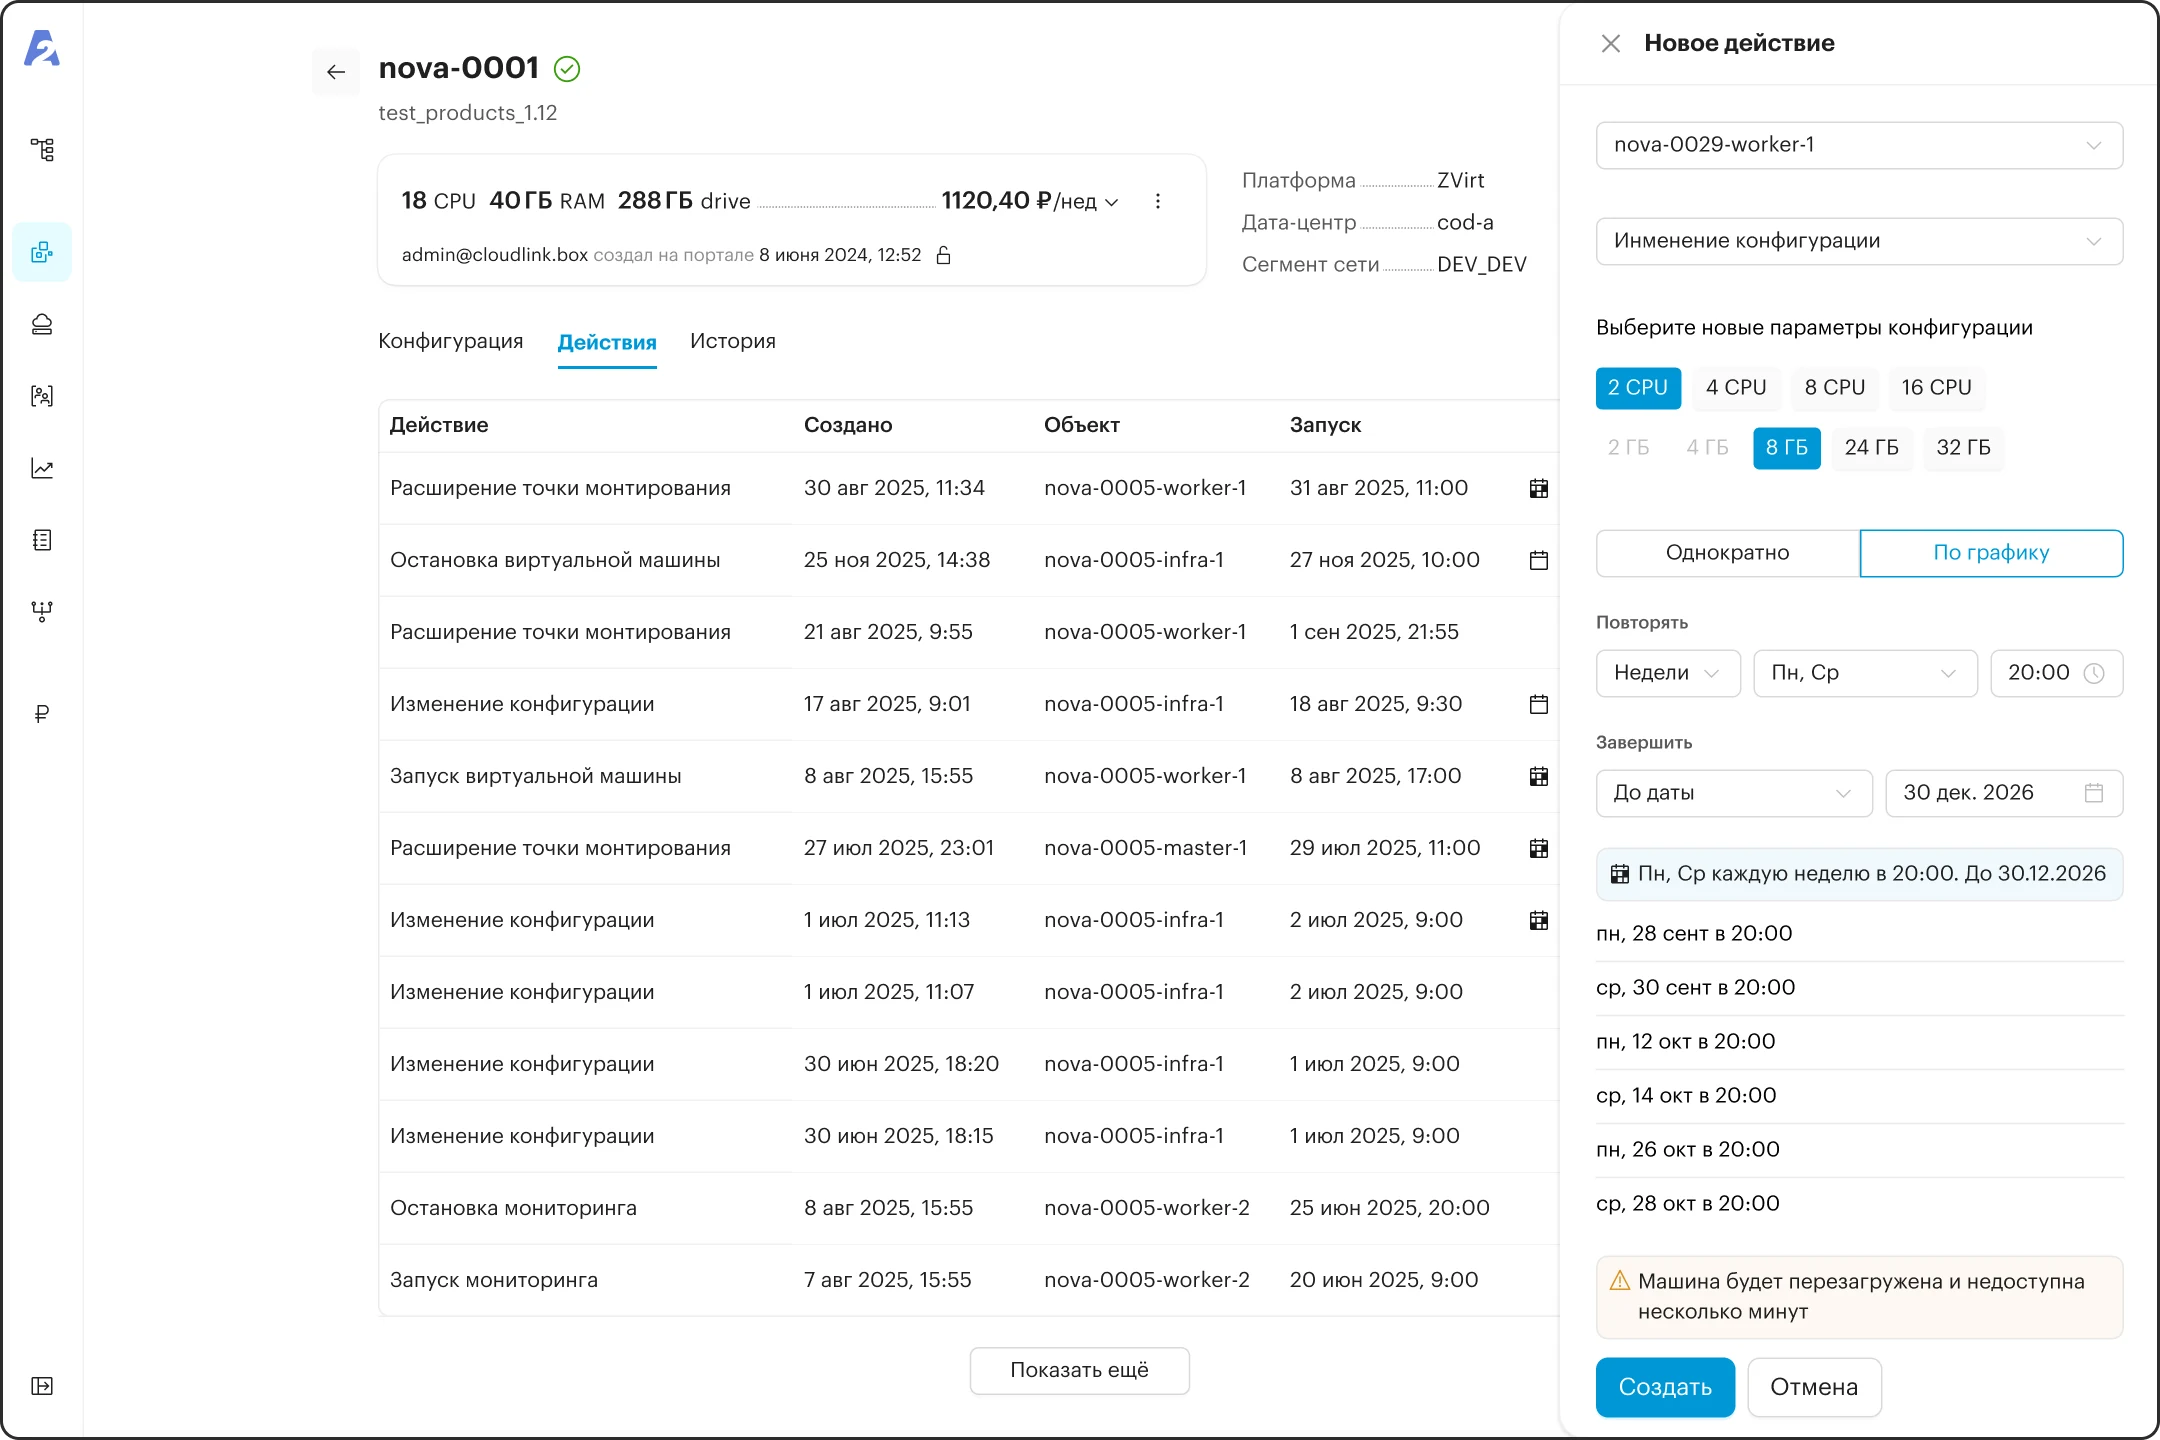 nova-0001
test_products_1.12
18 CPU 40 ГБ RAM 288 ГБ drive 1120,40 ₽/нед
admin@cloudlink.box создал на портале 8 июня 2024, 12:52
Платформа ZVirt
Дата-центр cod-a
Сегмент сети DEV_DEV
Конфигурация Действия История
Действие Создано Объект Запуск
Расширение точки монтирования 30 авг 2025, 11:34 nova-0005-worker-1 31 авг 2025, 11:00
Остановка виртуальной машины 25 ноя 2025, 14:38 nova-0005-infra-1 27 ноя 2025, 10:00
Расширение точки монтирования 21 авг 2025, 9:55 nova-0005-worker-1 1 сен 2025, 21:55
Изменение конфигурации 17 авг 2025, 9:01 nova-0005-infra-1 18 авг 2025, 9:30
Запуск виртуальной машины 8 авг 2025, 15:55 nova-0005-worker-1 8 авг 2025, 17:00
Расширение точки монтирования 27 июл 2025, 23:01 nova-0005-master-1 29 июл 2025, 11:00
Изменение конфигурации 1 июл 2025, 11:13 nova-0005-infra-1 2 июл 2025, 9:00
Изменение конфигурации 1 июл 2025, 11:07 nova-0005-infra-1 2 июл 2025, 9:00
Изменение конфигурации 30 июн 2025, 18:20 nova-0005-infra-1 1 июл 2025, 9:00
Изменение конфигурации 30 июн 2025, 18:15 nova-0005-infra-1 1 июл 2025, 9:00
Остановка мониторинга 8 авг 2025, 15:55 nova-0005-worker-2 25 июн 2025, 20:00
Запуск мониторинга 7 авг 2025, 15:55 nova-0005-worker-2 20 июн 2025, 9:00
Показать ещё
Новое действие
nova-0029-worker-1
Инменение конфигурации
Выберите новые параметры конфигурации
2 CPU 4 CPU 8 CPU 16 CPU
2 ГБ 4 ГБ 8 ГБ 24 ГБ 32 ГБ
Однократно По графику
Повторять
Недели Пн, Ср 20:00
Завершить
До даты 30 дек. 2026
Пн, Ср каждую неделю в 20:00. До 30.12.2026
пн, 28 сент в 20:00
ср, 30 сент в 20:00
пн, 12 окт в 20:00
ср, 14 окт в 20:00
пн, 26 окт в 20:00
ср, 28 окт в 20:00
Машина будет перезагружена и недоступна
несколько минут
Создать Отмена